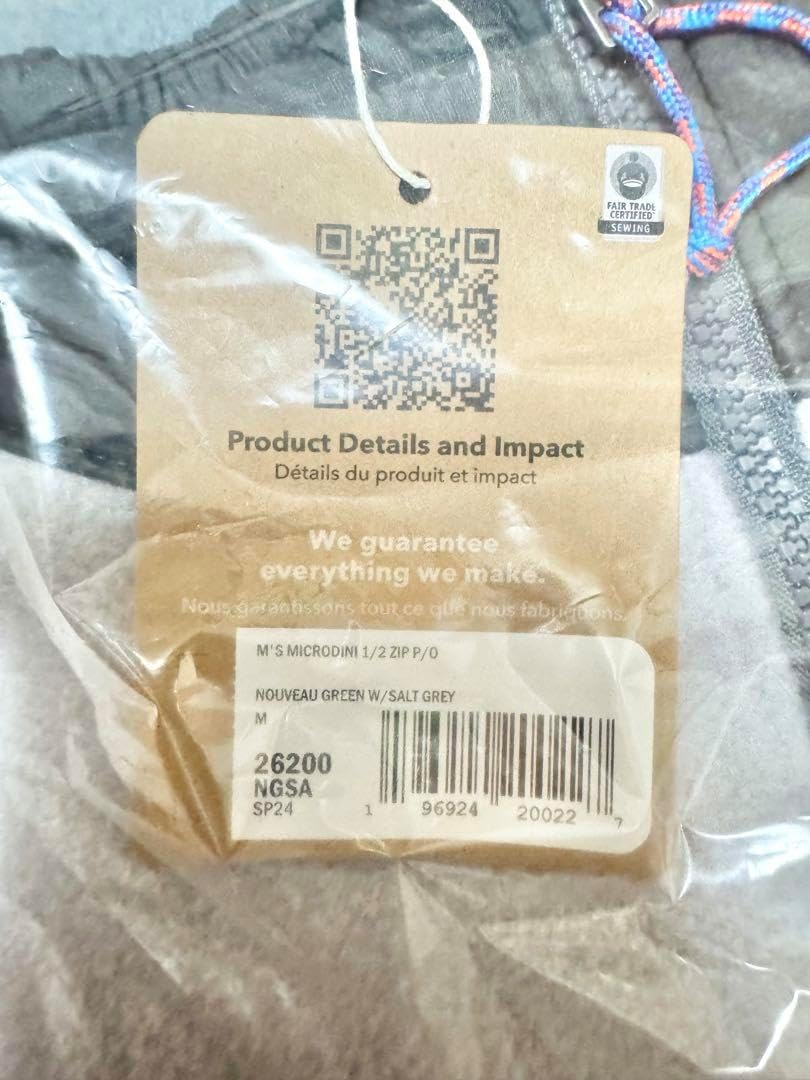 FAIR TRADE
CERTIFIED™
SEWING
Product Details and Impact
Détails du produit et impact
We guarantee
everything we make.
Nous garantissons tout ce que nous fabriquons.
M'S MICRODINI 1/2 ZIP P/O
NOUVEAU GREEN W/SALT GREY
M
26200
NGSA
SP24
1 96924 20022 7